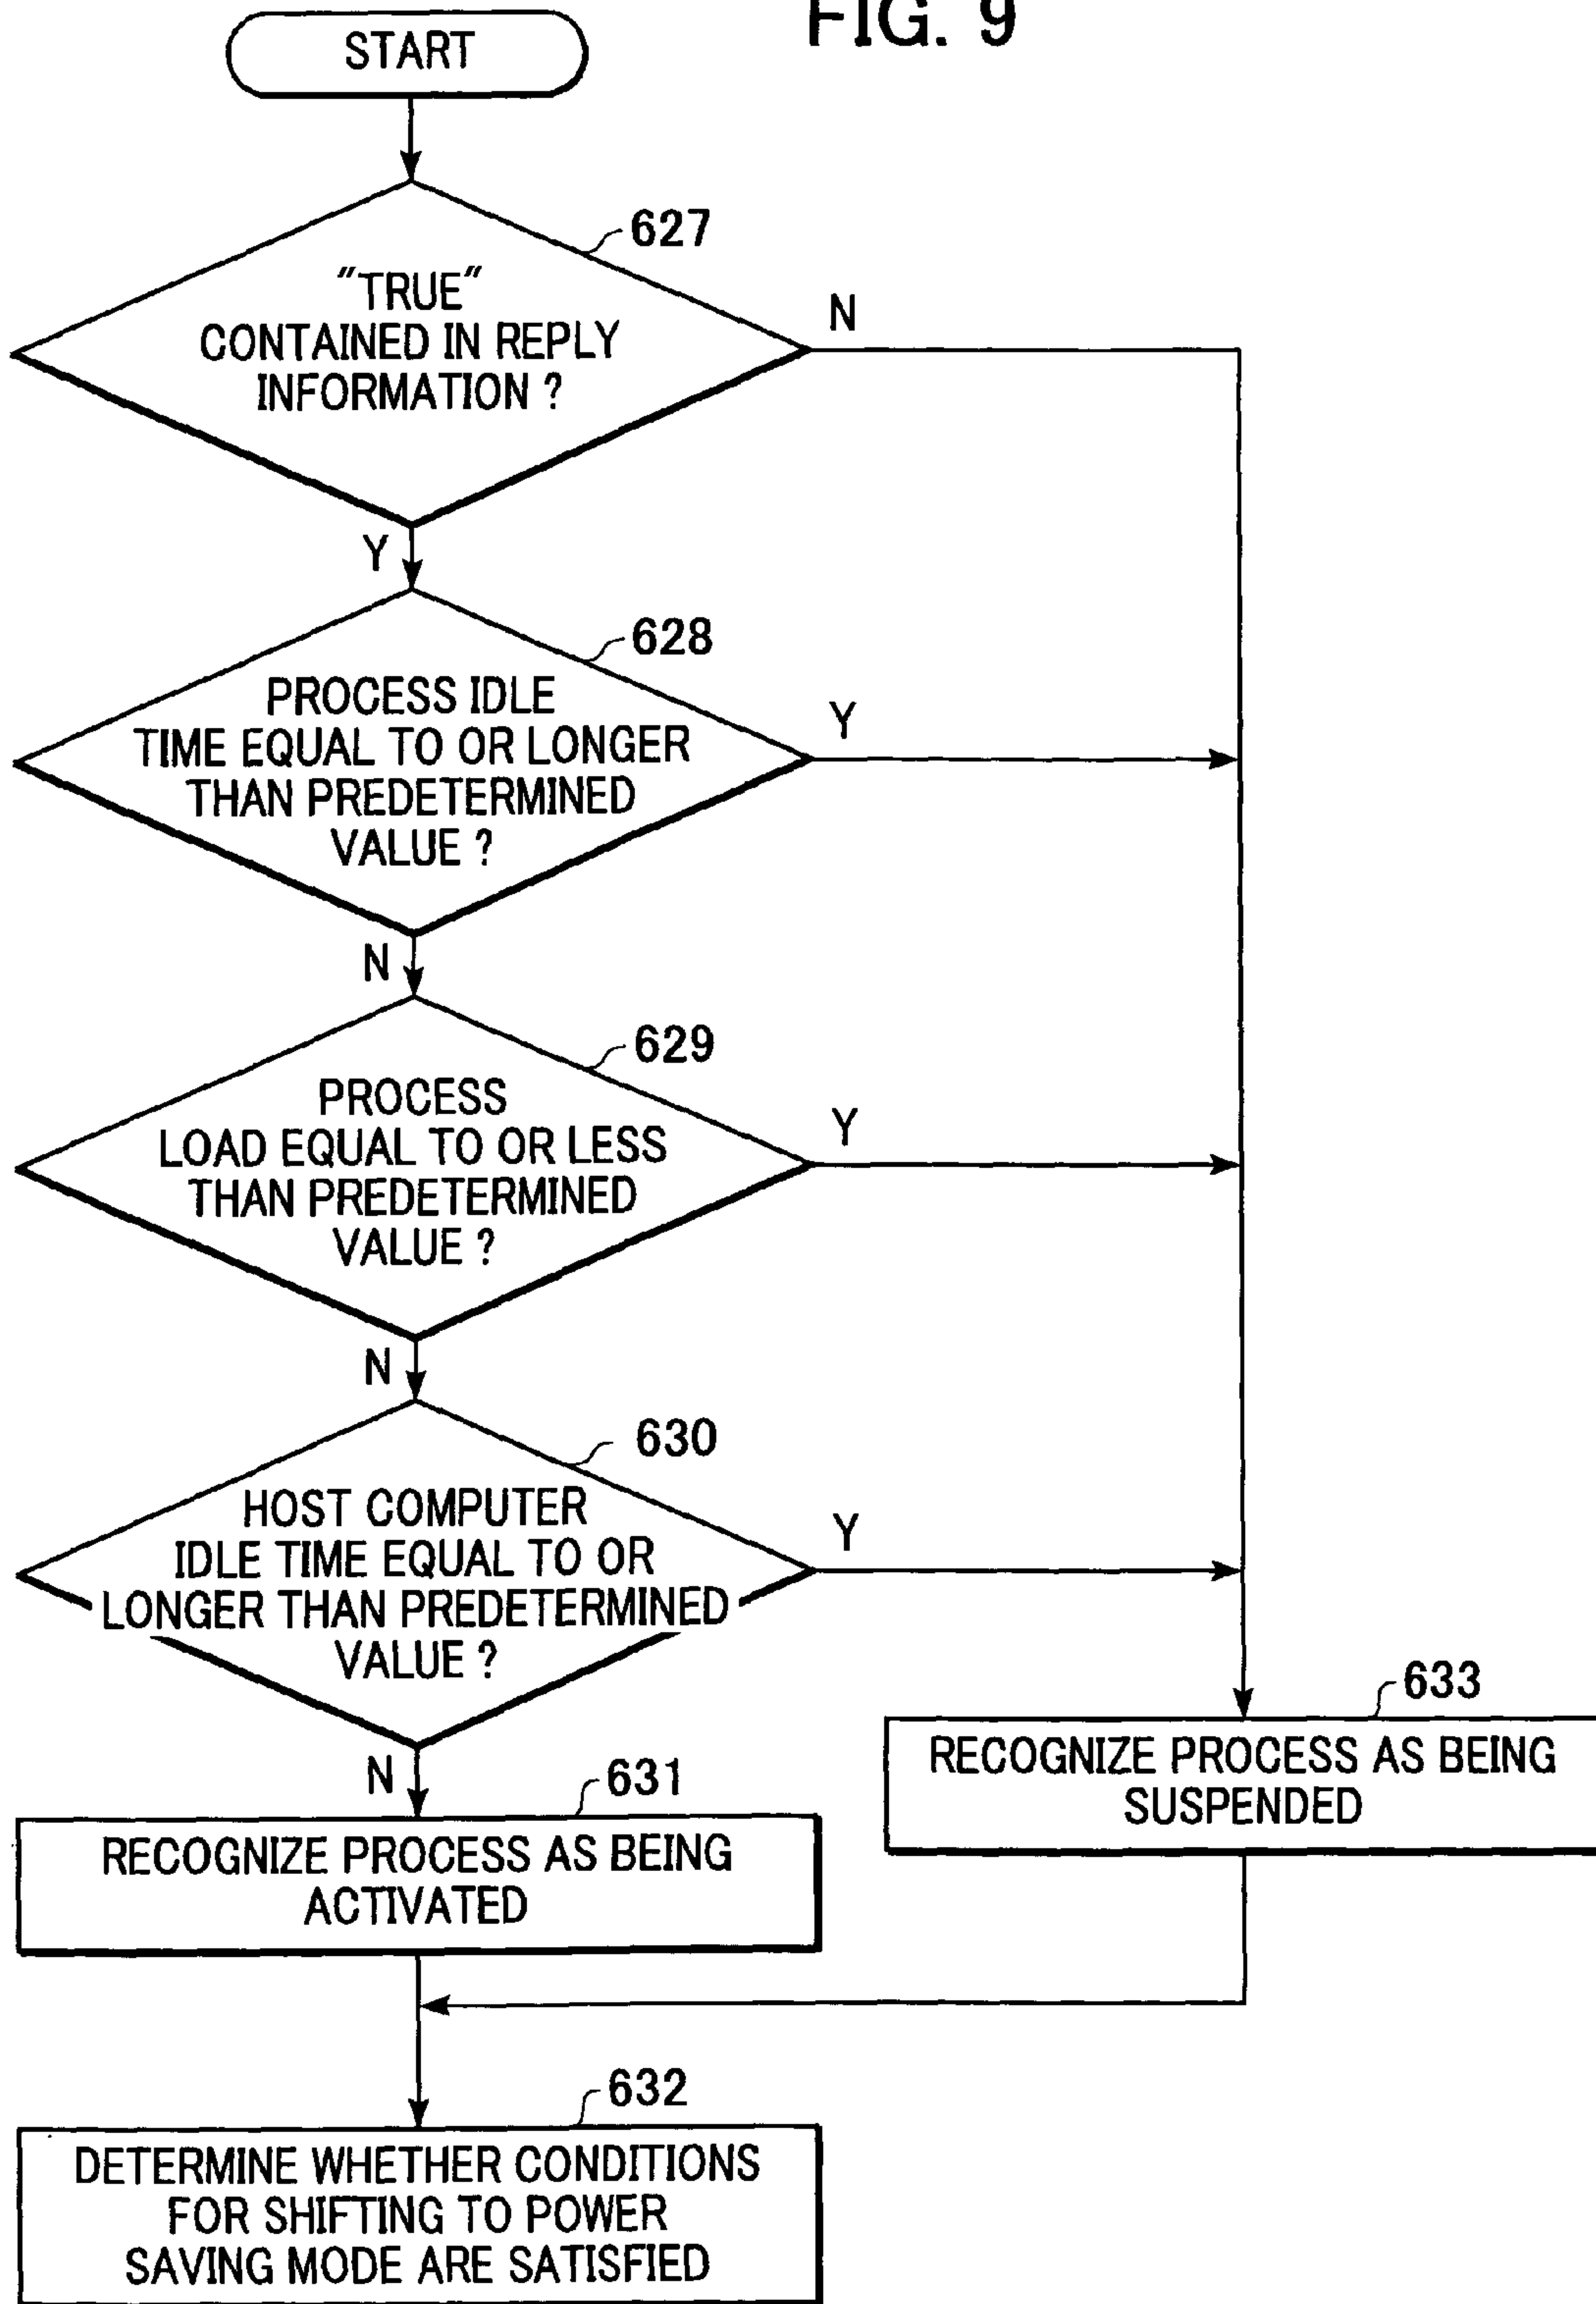 FIG. 9
START
627
"TRUE"
CONTAINED IN REPLY
INFORMATION ?
N
Y
628
PROCESS IDLE
TIME EQUAL TO OR LONGER
THAN PREDETERMINED
VALUE ?
Y
N
629
PROCESS
LOAD EQUAL TO OR LESS
THAN PREDETERMINED
VALUE ?
Y
N
630
HOST COMPUTER
IDLE TIME EQUAL TO OR
LONGER THAN PREDETERMINED
VALUE ?
Y
N
633
RECOGNIZE PROCESS AS BEING
SUSPENDED
631
RECOGNIZE PROCESS AS BEING
ACTIVATED
632
DETERMINE WHETHER CONDITIONS
FOR SHIFTING TO POWER
SAVING MODE ARE SATISFIED